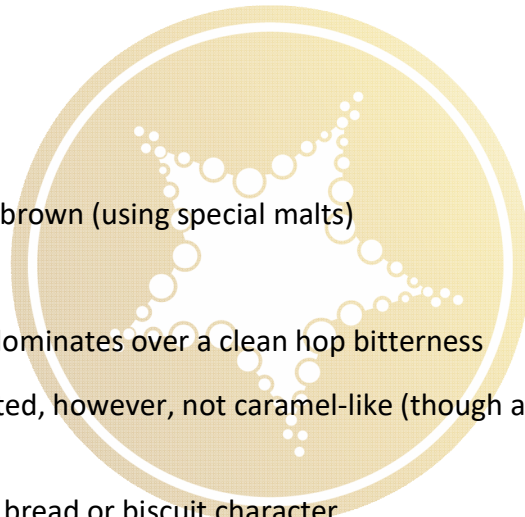 brown (using special malts)
dominates over a clean hop bitterness
ted, however, not caramel-like (though a
bread or biscuit character